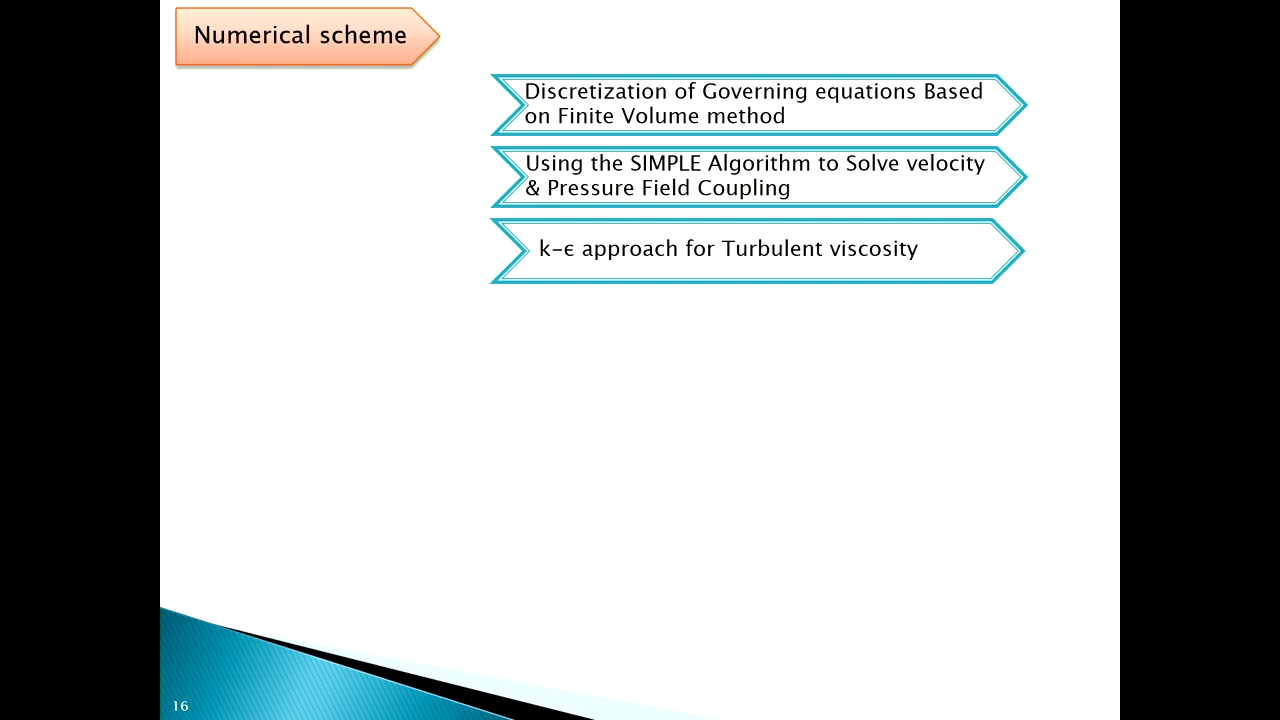 Numerical scheme
Discretization of Governing equations Based
on Finite Volume method
Using the SIMPLE Algorithm to Solve velocity
& Pressure Field Coupling
k-ϵ approach for Turbulent viscosity
16